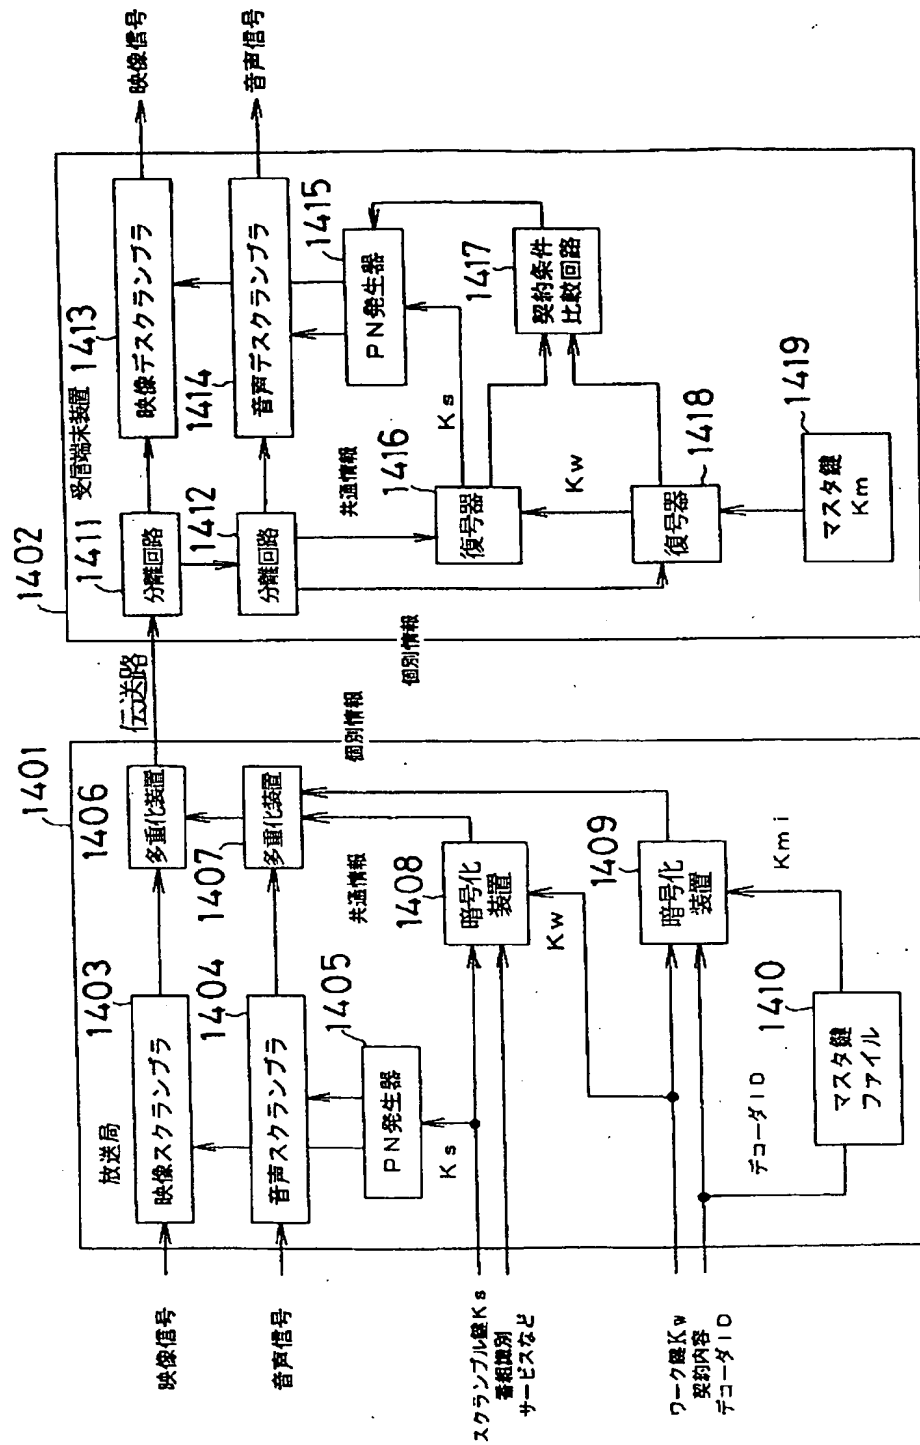 1401
放送局
1403
映像信号
映像スクランブラ
1406
多重化装置
伝送路
1404
音声信号
音声スクランブラ
1407
多重化装置
個別情報
1405
PN発生器
共通情報
Ks
スクランブル鍵Ks
番組識別
サービスなど
1408
暗号化
装置
Kw
1409
暗号化
装置
ワーク鍵Kw
契約内容
デコーダID
デコーダID
Kmi
1410
マスタ鍵
ファイル
1402
受信端末装置
1411
分離回路
1413
映像デスクランブラ
映像信号
1412
分離回路
1414
音声デスクランブラ
音声信号
個別情報
共通情報
1415
PN発生器
Ks
1416
復号器
1417
契約条件
比較回路
Kw
1418
復号器
1419
マスタ鍵
Km